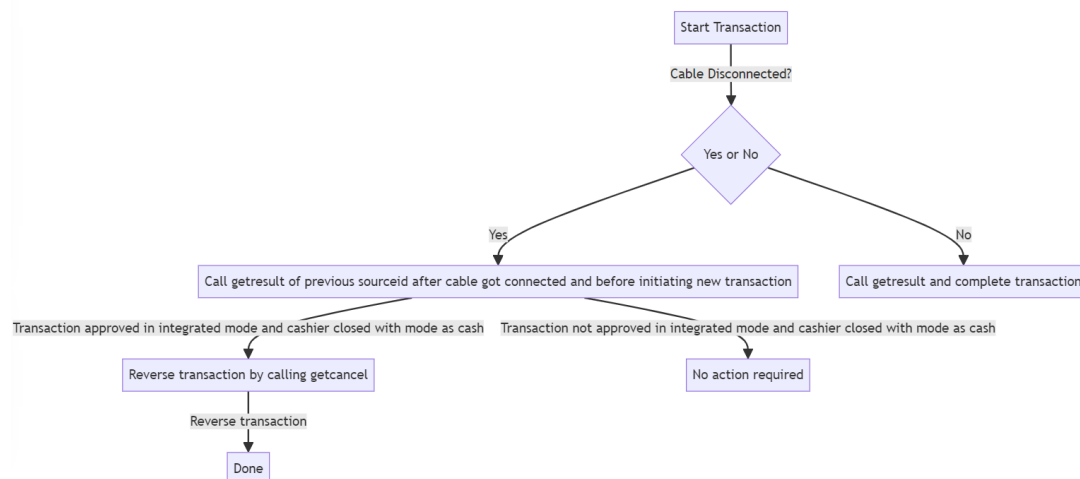 Start Transaction
Cable Disconnected?
Yes or No
Yes
No
Call getresult of previous sourceid after cable got connected and before initiating new transaction
Call getresult and complete transaction
Transaction approved in integrated mode and cashier closed with mode as cash
Transaction not approved in integrated mode and cashier closed with mode as cash
Reverse transaction by calling getcancel
No action required
Reverse transaction
Done